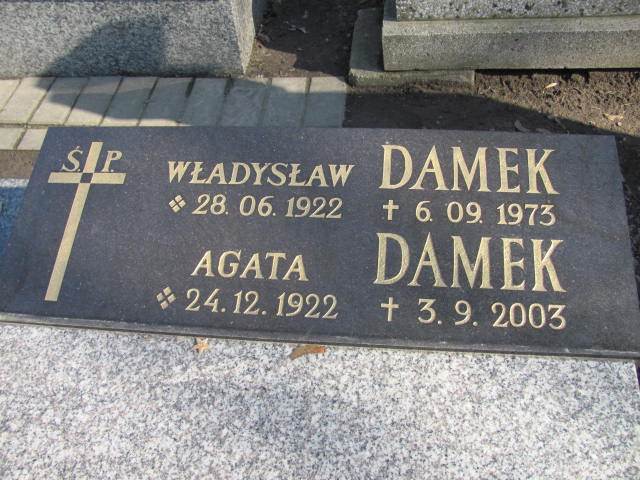 Ś. P.
WŁADYSŁAW DAMEK
28. 06. 1922 ✝ 6. 09. 1973
AGATA DAMEK
24. 12. 1922 ✝ 3. 9. 2003